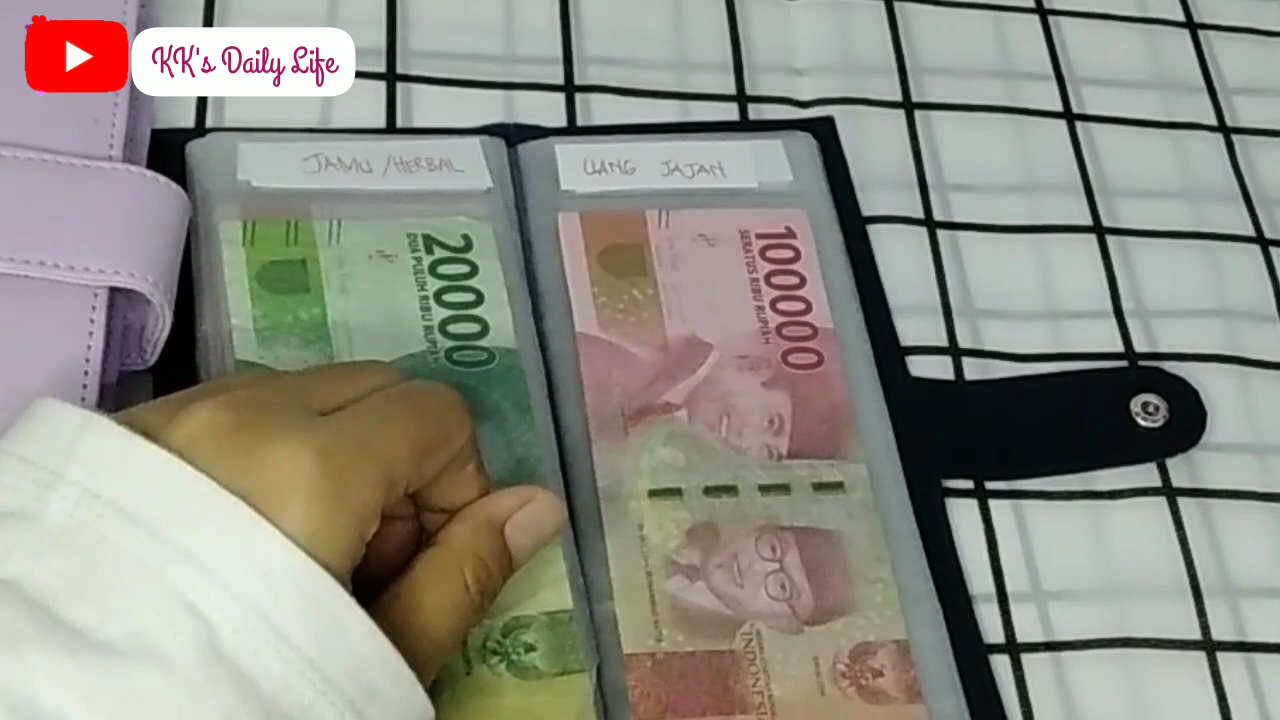 KK's Daily Life
JAMU/HERBAL
UANG JAJAN
20000
DUA PULUH RIBU RUPIAH
100000
SERATUS RIBU RUPIAH
INDONESIA